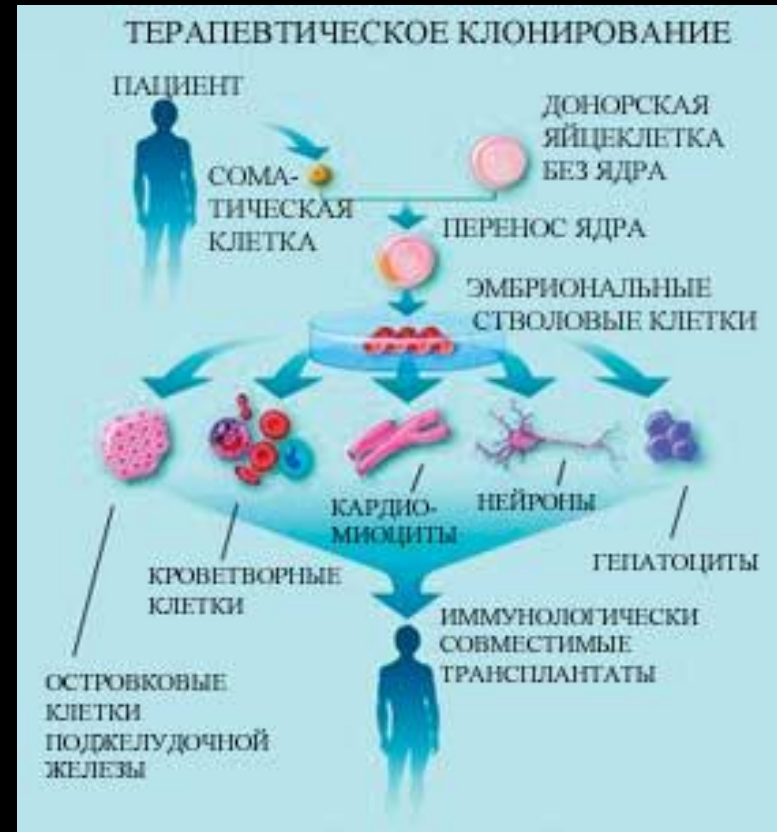 ТЕРАПЕВТИЧЕСКОЕ КЛОНИРОВАНИЕ
ПАЦИЕНТ
ДОНОРСКАЯ
ЯЙЦЕКЛЕТКА
БЕЗ ЯДРА
СОМА-
ТИЧЕСКАЯ
КЛЕТКА
ПЕРЕНОС ЯДРА
ЭМБРИОНАЛЬНЫЕ
СТВОЛОВЫЕ КЛЕТКИ
КАРДИО-
МИОЦИТЫ
НЕЙРОНЫ
ГЕПАТОЦИТЫ
КРОВЕТВОРНЫЕ
КЛЕТКИ
ИММУНОЛОГИЧЕСКИ
СОВМЕСТИМЫЕ
ТРАНСПЛАНТАТЫ
ОСТРОВКОВЫЕ
КЛЕТКИ
ПОДЖЕЛУДОЧНОЙ
ЖЕЛЕЗЫ